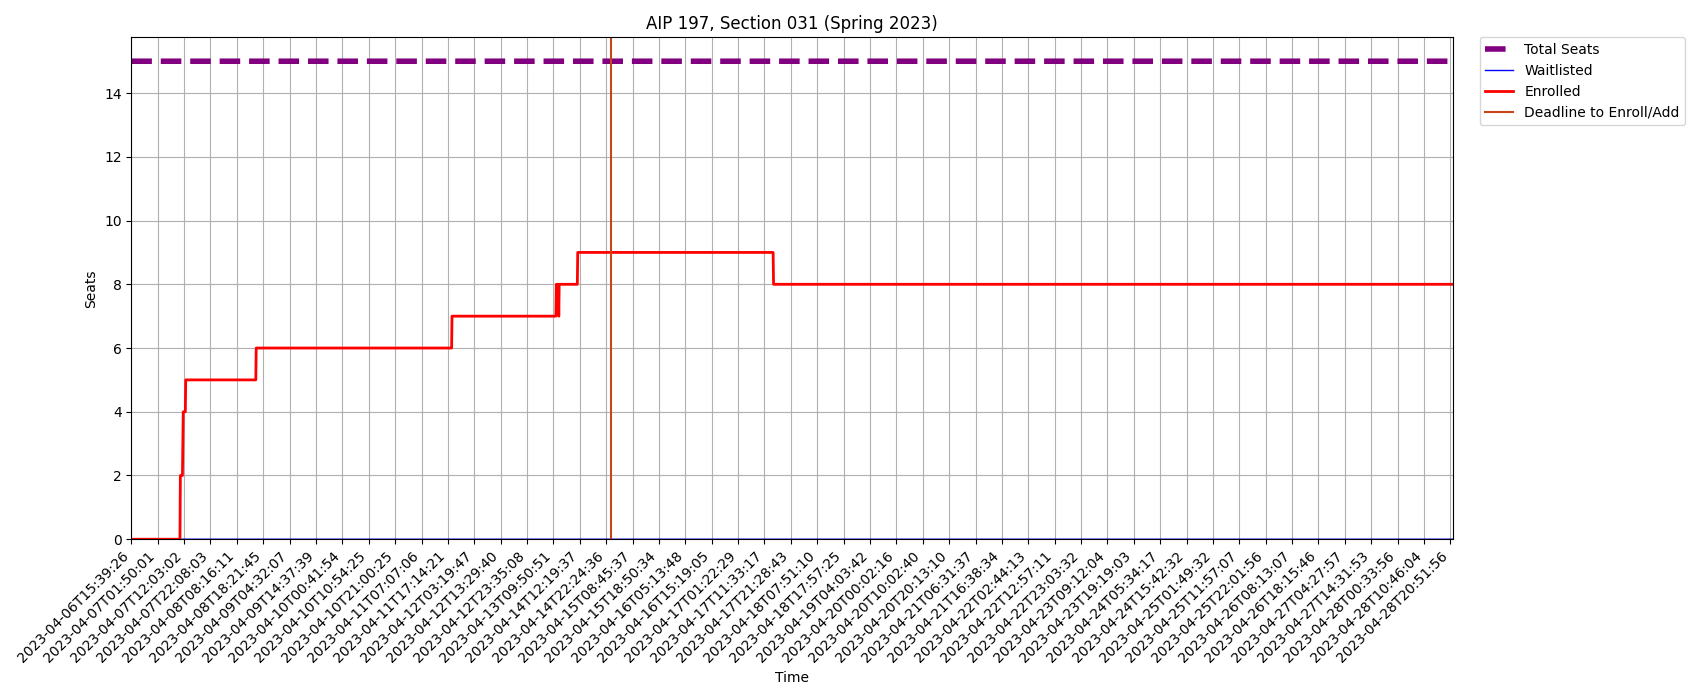 AIP 197, Section 031 (Spring 2023)
Total Seats
Waitlisted
Enrolled
Deadline to Enroll/Add
Seats
14
12
10
8
6
4
2
0
2023-04-06T15:39:26
2023-04-07T01:50:01
2023-04-07T12:03:02
2023-04-07T22:08:03
2023-04-08T08:16:11
2023-04-08T18:21:45
2023-04-09T04:32:07
2023-04-09T14:37:39
2023-04-10T00:41:54
2023-04-10T10:54:25
2023-04-10T21:00:25
2023-04-11T07:07:06
2023-04-11T17:14:21
2023-04-12T03:19:47
2023-04-12T13:29:40
2023-04-12T23:35:08
2023-04-13T09:50:51
2023-04-14T12:19:37
2023-04-14T22:24:36
2023-04-15T08:45:37
2023-04-15T18:50:34
2023-04-16T05:13:48
2023-04-16T15:19:05
2023-04-17T01:22:29
2023-04-17T11:33:17
2023-04-17T21:28:43
2023-04-18T07:51:10
2023-04-18T17:57:25
2023-04-19T04:03:42
2023-04-20T00:02:16
2023-04-20T10:02:40
2023-04-20T20:13:10
2023-04-21T06:31:37
2023-04-21T16:38:34
2023-04-22T02:44:13
2023-04-22T12:57:11
2023-04-22T23:03:32
2023-04-23T09:12:04
2023-04-23T19:19:03
2023-04-24T05:34:17
2023-04-24T15:42:32
2023-04-25T01:49:32
2023-04-25T11:57:07
2023-04-25T22:01:56
2023-04-26T08:13:07
2023-04-26T18:15:46
2023-04-27T04:27:57
2023-04-27T14:31:53
2023-04-28T00:33:56
2023-04-28T10:46:04
2023-04-28T20:51:56
Time